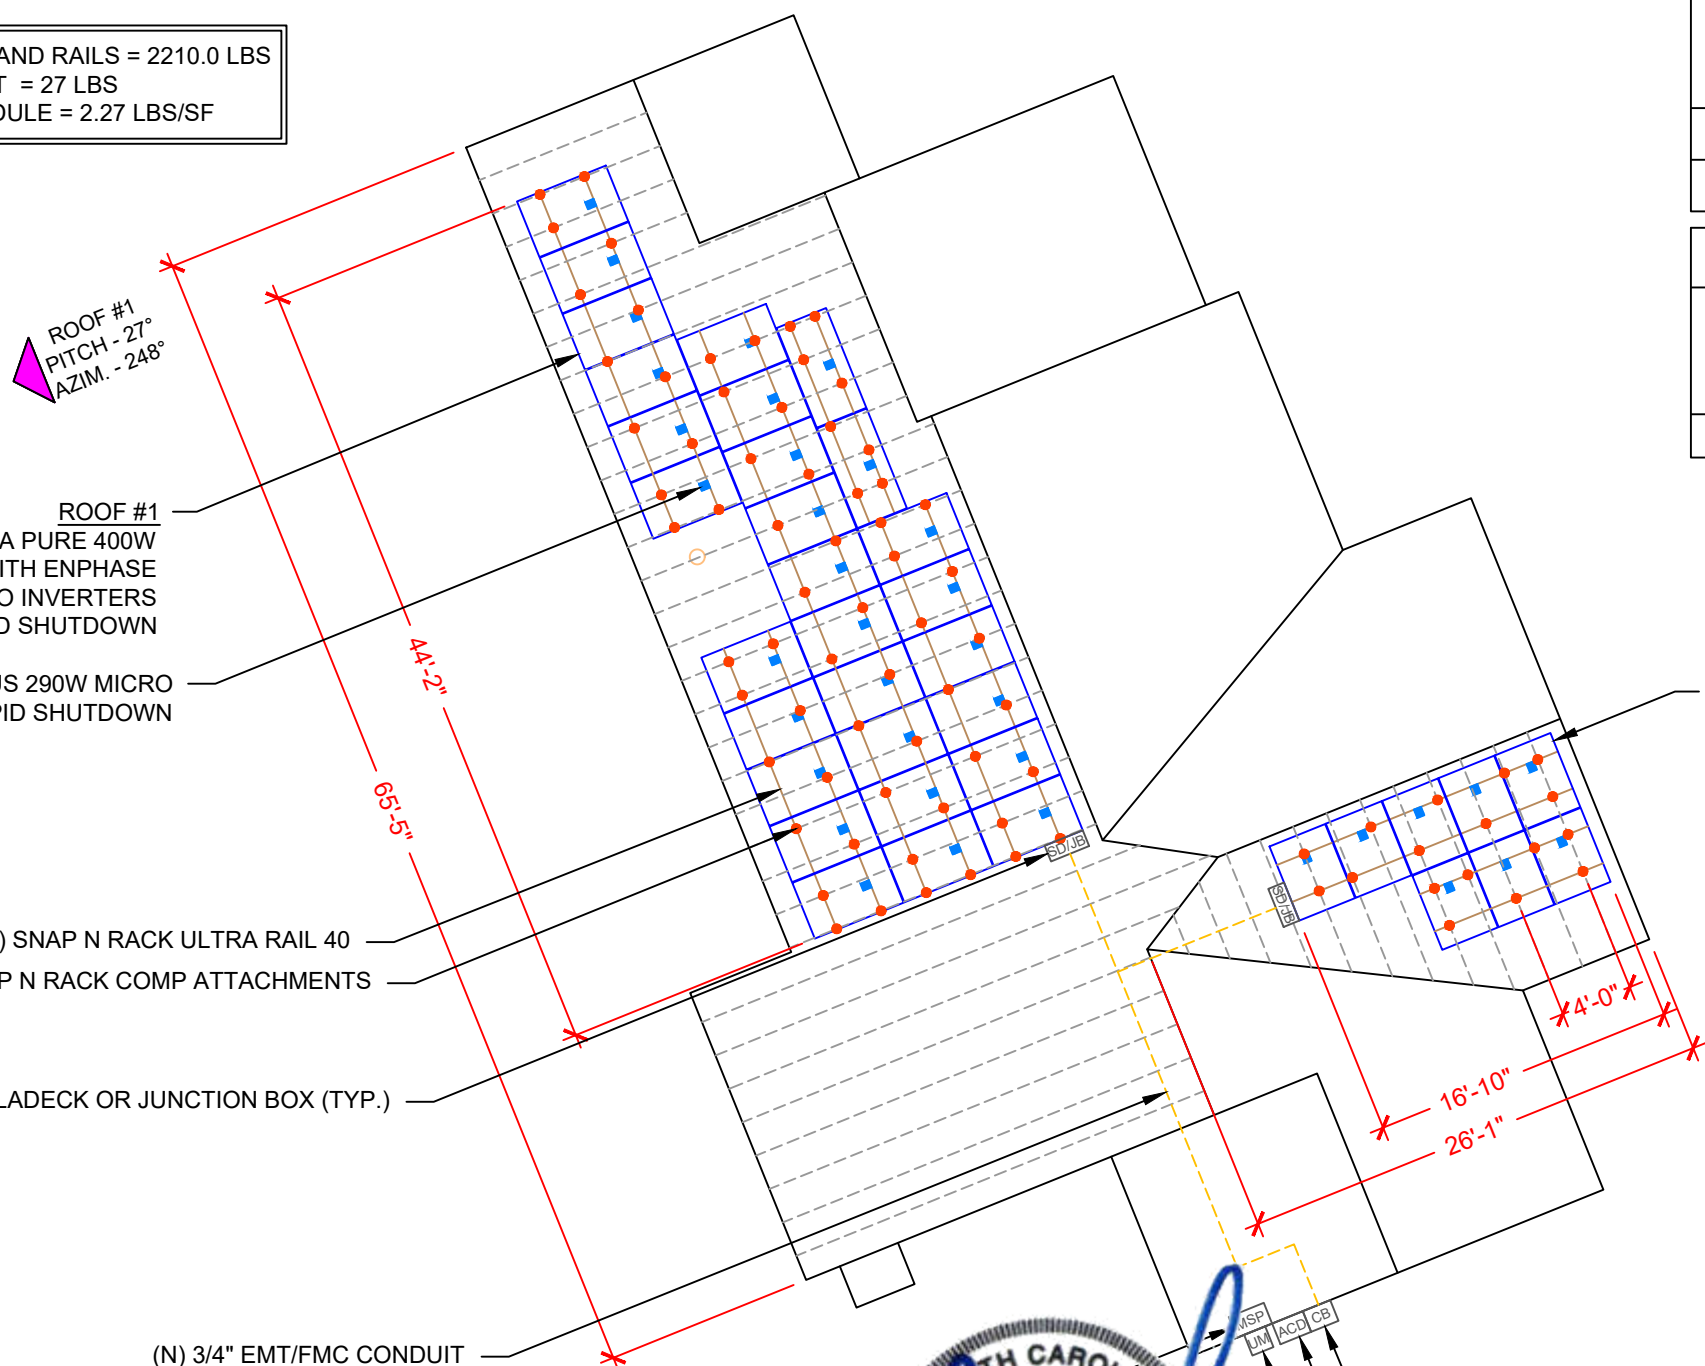 AND RAILS = 2210.0 LBS
T = 27 LBS
DULE = 2.27 LBS/SF
ROOF #1
PITCH - 27°
AZIM. - 248°
ROOF #1
A PURE 400W
ITH ENPHASE
O INVERTERS
D SHUTDOWN
US 290W MICRO
PID SHUTDOWN
44'-2"
65'-5"
) SNAP N RACK ULTRA RAIL 40
P N RACK COMP ATTACHMENTS
LADECK OR JUNCTION BOX (TYP.)
(N) 3/4" EMT/FMC CONDUIT
SD/JB
SD/JB
4'-0"
16'-10"
26'-1"
MSP
UM
ACD
CB
TH CAROL